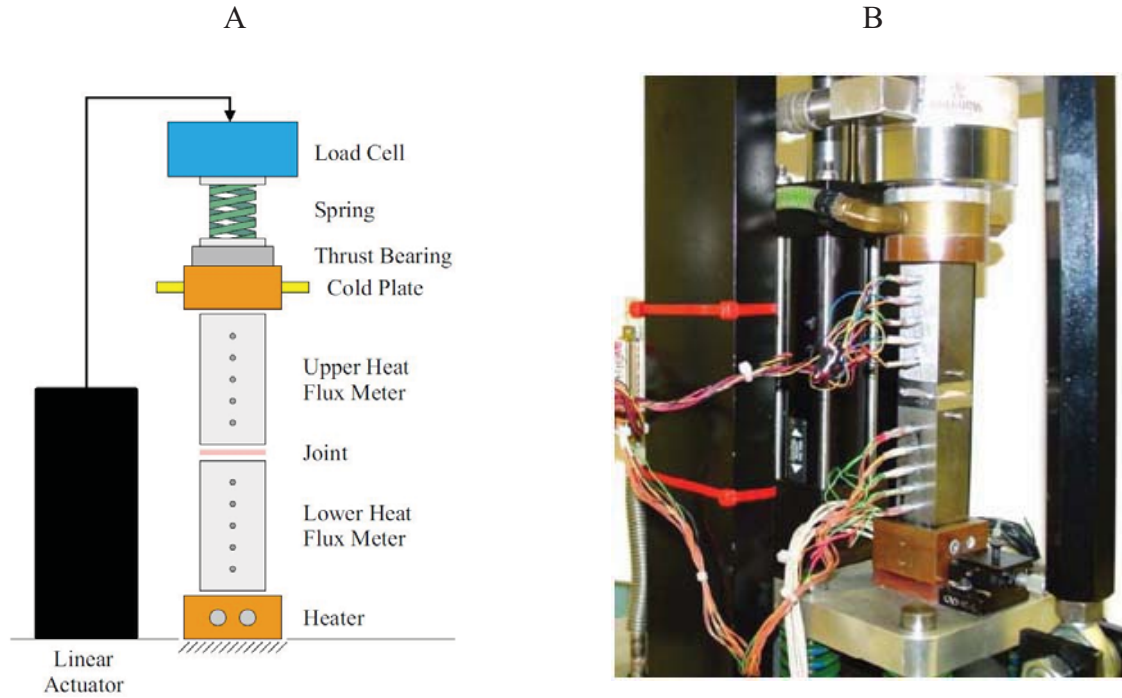 A
B
Load Cell
Spring
Thrust Bearing
Cold Plate
Upper Heat
Flux Meter
Joint
Lower Heat
Flux Meter
Heater
Linear
Actuator